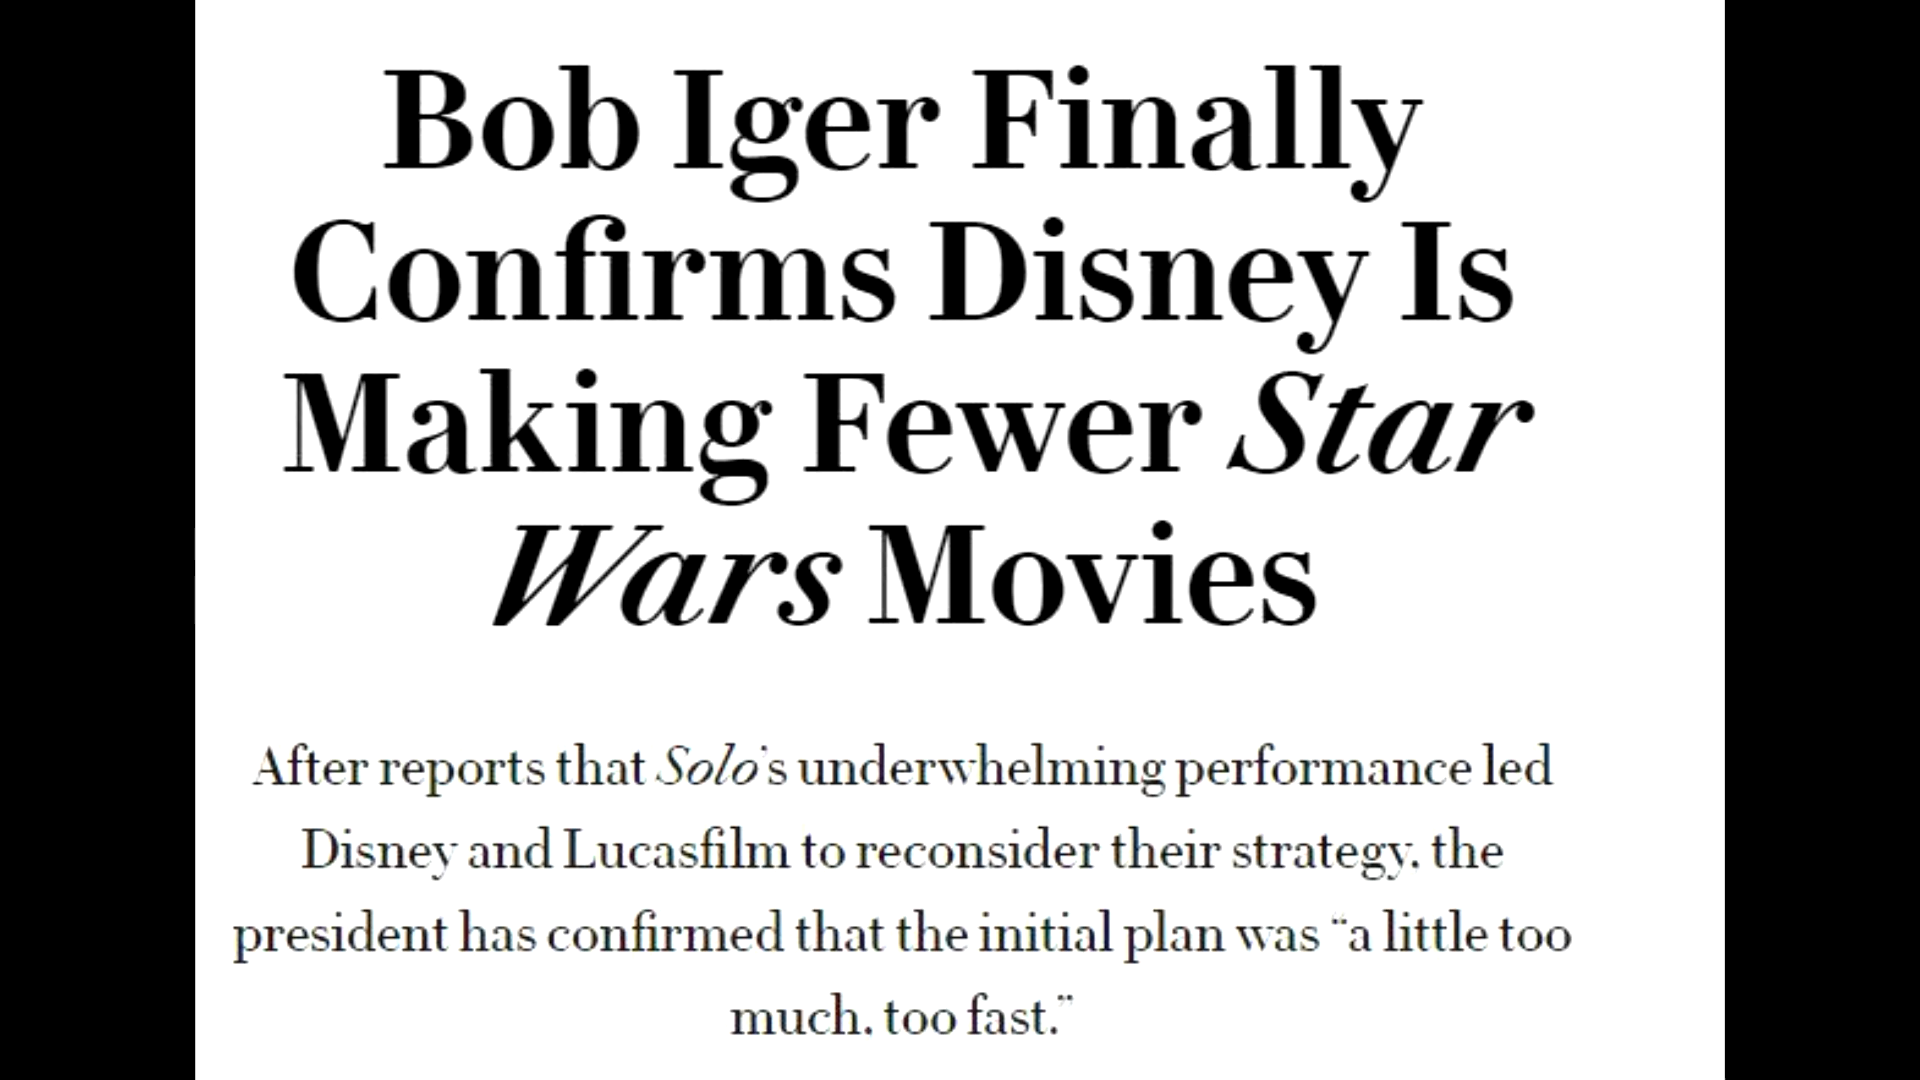 Bob Iger Finally
Confirms Disney Is
Making Fewer Star
Wars Movies
After reports that Solo's underwhelming performance led
Disney and Lucasfilm to reconsider their strategy, the
president has confirmed that the initial plan was “a little too
much, too fast.”